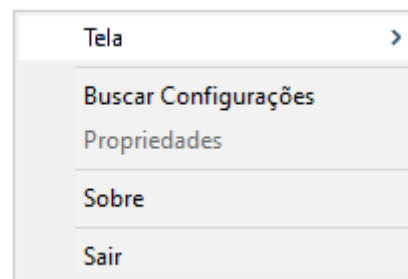 Tela
Buscar Configurações
Propriedades
Sobre
Sair